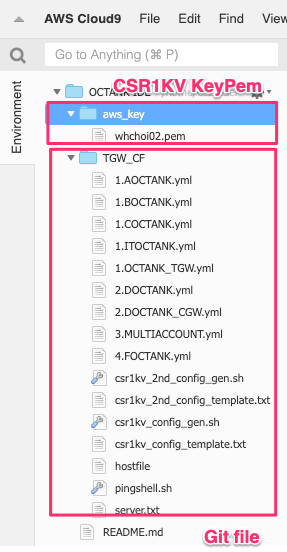 AWS Cloud9 File Edit Find View
Go to Anything (⌘ P)
CSR1KV KeyPem
Environment
OCTANK IDE
aws_key
whchoi02.pem
TGW_CF
1.AOCTANK.yml
1.BOCTANK.yml
1.COCTANK.yml
1.ITOCTANK.yml
1.OCTANK_TGW.yml
2.DOCTANK.yml
2.DOCTANK_CGW.yml
3.MULTIACCOUNT.yml
4.FOCTANK.yml
csr1kv_2nd_config_gen.sh
csr1kv_2nd_config_template.txt
csr1kv_config_gen.sh
csr1kv_config_template.txt
hostfile
pingshell.sh
server.txt
README.md
Git file